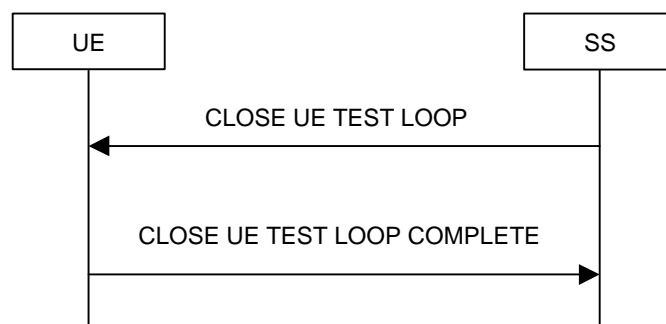 UE
SS
CLOSE UE TEST LOOP
CLOSE UE TEST LOOP COMPLETE